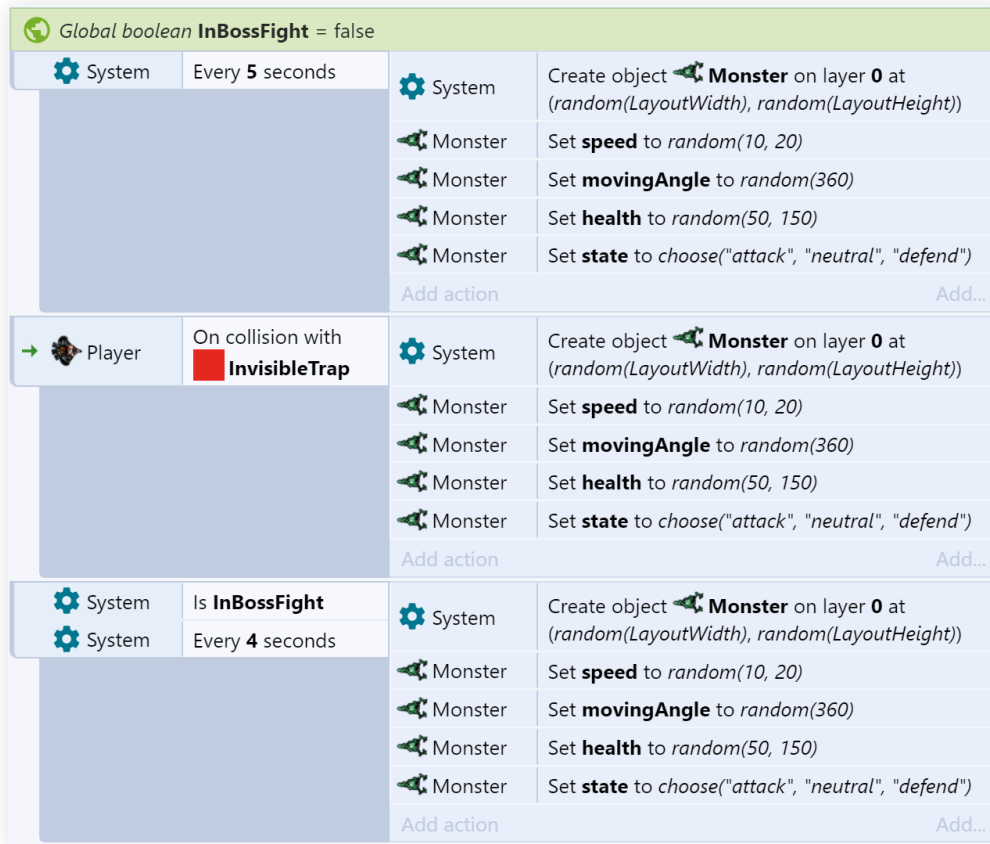 Global boolean InBossFight = false
System Every 5 seconds
System Create object Monster on layer 0 at
(random(LayoutWidth), random(LayoutHeight))
Monster Set speed to random(10, 20)
Monster Set movingAngle to random(360)
Monster Set health to random(50, 150)
Monster Set state to choose("attack", "neutral", "defend")
Add action Add...
Player On collision with
InvisibleTrap
System Create object Monster on layer 0 at
(random(LayoutWidth), random(LayoutHeight))
Monster Set speed to random(10, 20)
Monster Set movingAngle to random(360)
Monster Set health to random(50, 150)
Monster Set state to choose("attack", "neutral", "defend")
Add action Add...
System Is InBossFight
System Every 4 seconds
System Create object Monster on layer 0 at
(random(LayoutWidth), random(LayoutHeight))
Monster Set speed to random(10, 20)
Monster Set movingAngle to random(360)
Monster Set health to random(50, 150)
Monster Set state to choose("attack", "neutral", "defend")
Add action Add...